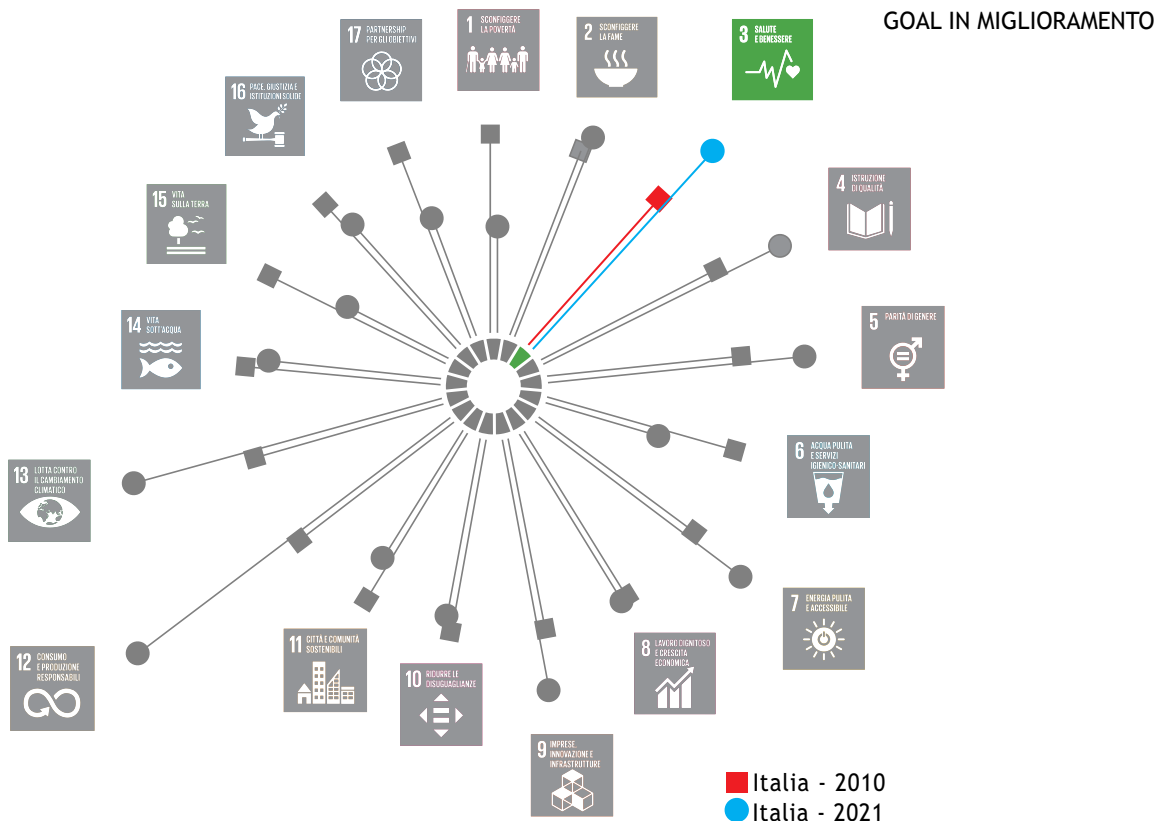 GOAL IN MIGLIORAMENTO
1 SCONFIGGERE
LA POVERTÀ
2 SCONFIGGERE
LA FAME
3 SALUTE
E BENESSERE
17 PARTNERSHIP
PER GLI OBIETTIVI
16 PACE, GIUSTIZIA E
ISTITUZIONI SOLIDE
4 ISTRUZIONE
DI QUALITÀ
15 VITA
SULLA TERRA
5 PARITÀ DI GENERE
14 VITA
SOTT'ACQUA
6 ACQUA PULITA
E SERVIZI
IGIENICO-SANITARI
13 LOTTA CONTRO
IL CAMBIAMENTO
CLIMATICO
7 ENERGIA PULITA
E ACCESSIBILE
12 CONSUMO
E PRODUZIONE
RESPONSABILI
11 CITTÀ E COMUNITÀ
SOSTENIBILI
8 LAVORO DIGNITOSO
E CRESCITA
ECONOMICA
10 RIDURRE LE
DISUGUAGLIANZE
9 IMPRESE,
INNOVAZIONE E
INFRASTRUTTURE
Italia - 2010
Italia - 2021